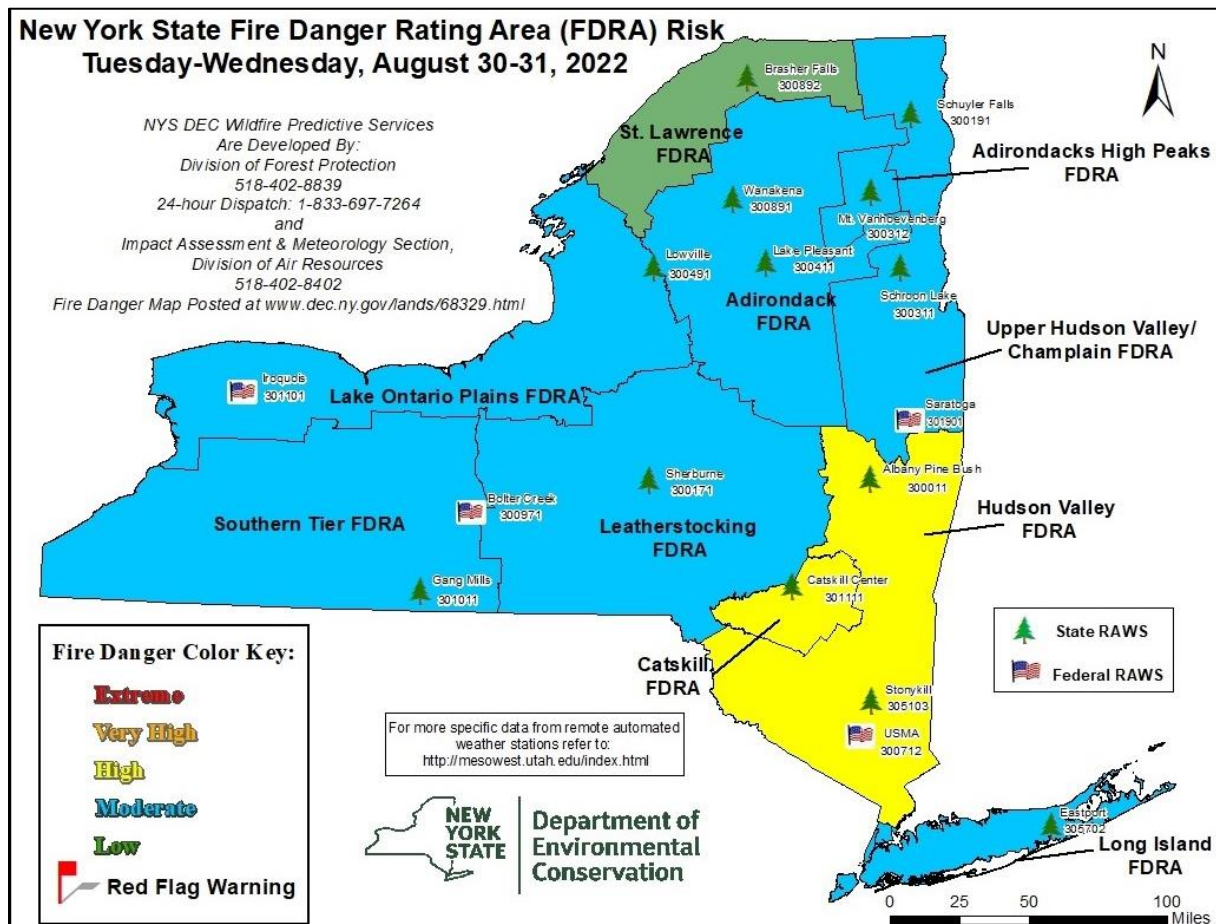 New York State Fire Danger Rating Area (FDRA) Risk
Tuesday-Wednesday, August 30-31, 2022
NYS DEC Wildfire Predictive Services
Are Developed By:
Division of Forest Protection
518-402-8839
24-hour Dispatch: 1-833-697-7264
and
Impact Assessment & Meteorology Section,
Division of Air Resources
518-402-8402
Fire Danger Map Posted at www.dec.ny.gov/lands/68329.html
N
Brasher Falls
300892
Schuyler Falls
300191
St. Lawrence
FDRA
Adirondacks High Peaks
FDRA
Wanakena
300891
Mt. Vanhoevenberg
300312
Lowville
300491
Lake Pleasant
300411
Schroon Lake
300311
Adirondack
FDRA
Upper Hudson Valley/
Champlain FDRA
Iroquois
301101
Lake Ontario Plains FDRA
Saratoga
301901
Sherburne
300171
Albany Pine Bush
300011
Bolter Creek
300971
Southern Tier FDRA
Leatherstocking
FDRA
Hudson Valley
FDRA
Gang Mills
301011
Catskill Center
301111
Catskill
FDRA
Stonykill
305103
USMA
300712
State RAWS
Federal RAWS
Fire Danger Color Key:
Extreme
Very High
High
Moderate
Low
Red Flag Warning
For more specific data from remote automated
weather stations refer to:
http://mesowest.utah.edu/index.html
NEW
YORK
STATE
Department of
Environmental
Conservation
Eastport
305702
Long Island
FDRA
0 25 50 100
Miles